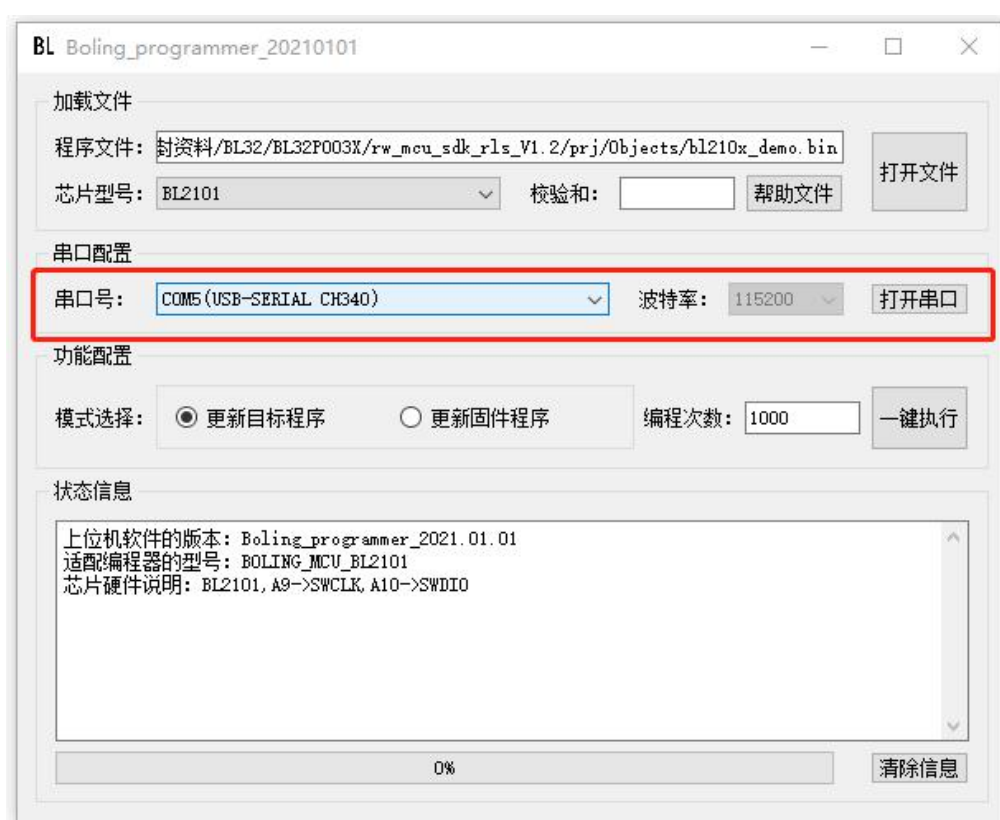 BL Boling_programmer_20210101
加载文件
程序文件: 封资料/BL32/BL32P003X/rw_mcu_sdk_rls_V1.2/prj/Objects/bl210x_demo.bin
打开文件
芯片型号: BL2101 校验和: 帮助文件
串口配置
串口号: COM5(USB-SERIAL CH340) 波特率: 115200 打开串口
功能配置
模式选择: 更新目标程序 更新固件程序 编程次数: 1000 一键执行
状态信息
上位机软件的版本: Boling_programmer_2021.01.01
适配编程器的型号: BOLING_MCU_BL2101
芯片硬件说明: BL2101,A9->SWCLK,A10->SWDIO
0% 清除信息